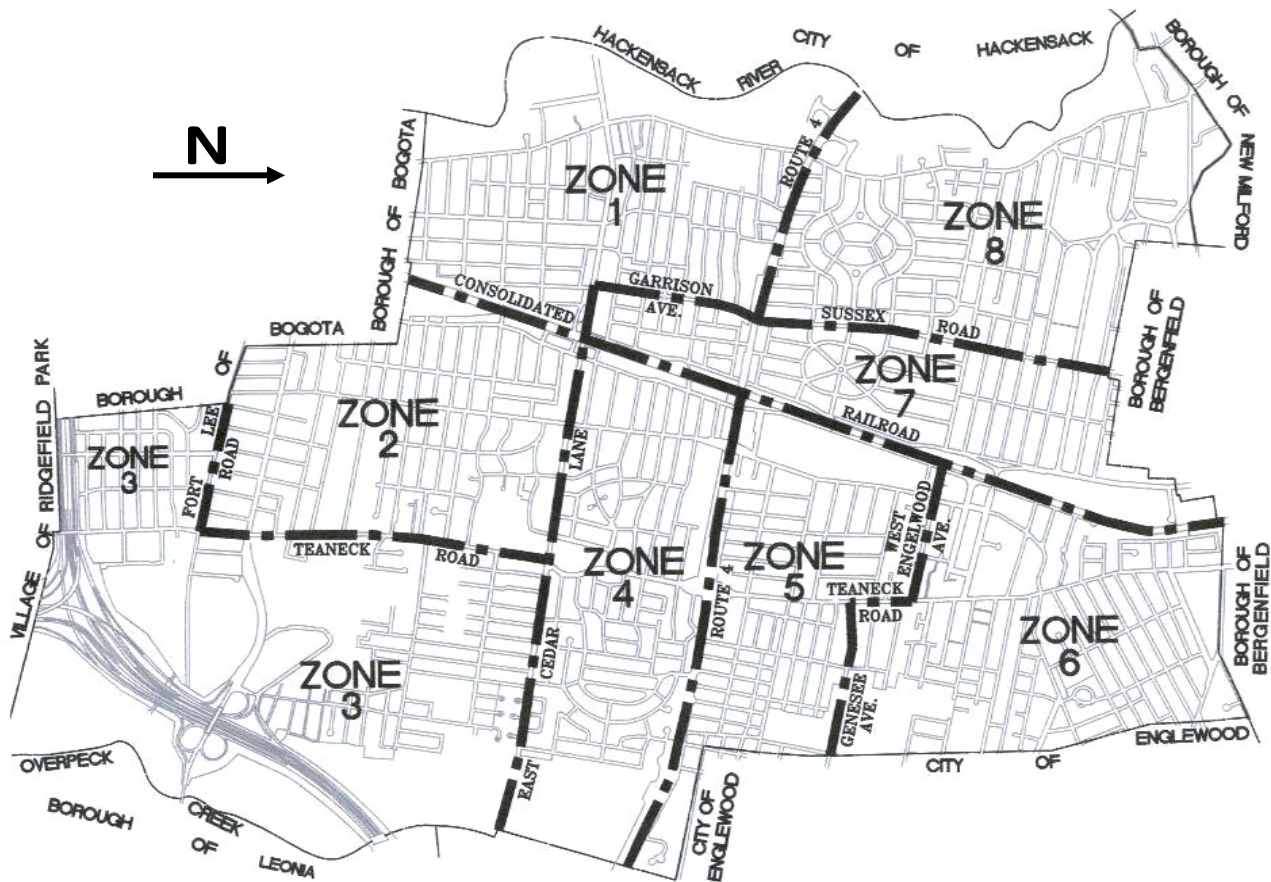 CITY OF HACKENSACK
HACKENSACK RIVER
BOROUGH OF NEW MILFORD
N
BOROUGH OF BOGOTA
ROUTE 4
ZONE
1
ZONE
8
CONSOLIDATED
GARRISON
AVE.
SUSSEX ROAD
BOROUGH OF
BERGENFIELD
VILLAGE OF RIDGEFIELD PARK
BOROUGH OF BOGOTA
FORT LEE
ROAD
ZONE
2
ZONE
7
RAILROAD
ZONE
3
LANE
WEST
ENGELWOOD
AVE.
TEANECK ROAD
ZONE
4
ROUTE 4
ZONE
5
TEANECK
ROAD
ZONE
6
BOROUGH OF
BERGENFIELD
ZONE
3
CEDAR
EAST
GENESEE
AVE.
CITY OF ENGLEWOOD
CITY OF
ENGLEWOOD
OVERPECK CREEK
BOROUGH OF LEONIA